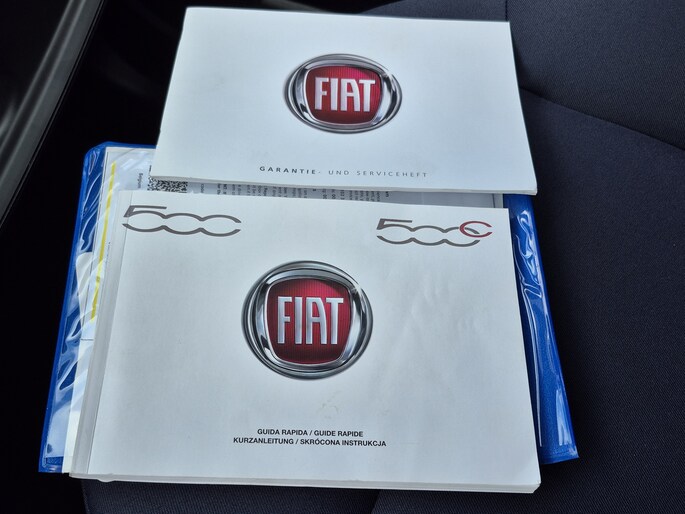 FIAT
GARANTIE- UND SERVICEHEFT
500 500C
FIAT
GUIDA RAPIDA / GUIDE RAPIDE
KURZANLEITUNG / SKRÓCONA INSTRUKCJA